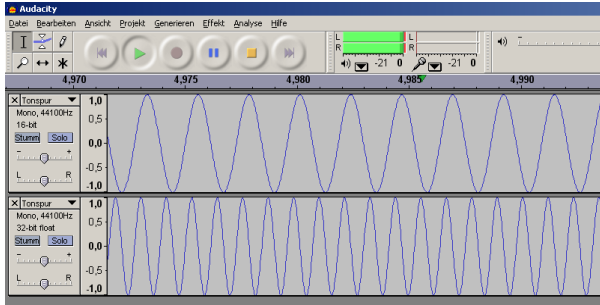 Audacity
Datei Bearbeiten Ansicht Projekt Generieren Effekt Analyse Hilfe
L L
R R
-21 0 -21 0
4,970 4,975 4,980 4,985 4,990
Tonspur
Mono, 44100Hz
16-bit
Stumm Solo
- +
L R
1,0
0,5
0,0
-0,5
-1,0
Tonspur
Mono, 44100Hz
32-bit float
Stumm Solo
- +
L R
1,0
0,5
0,0
-0,5
-1,0